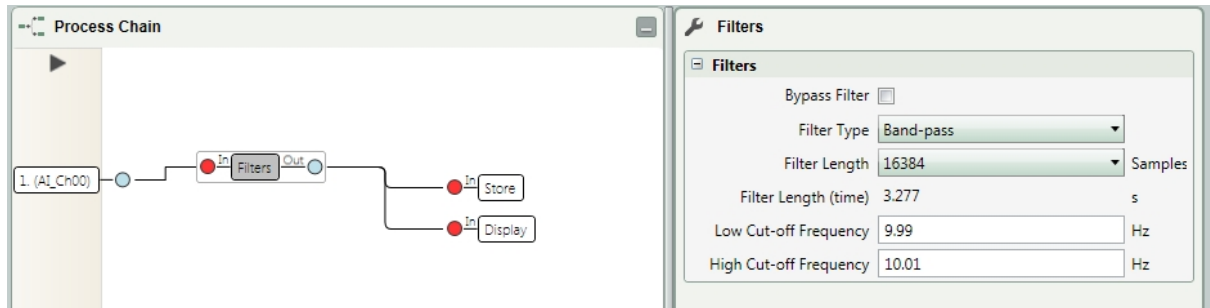 Process Chain
1. (AI_Ch00)
In Filters Out
In Store
In Display
Filters
Filters
Bypass Filter
Filter Type Band-pass
Filter Length 16384 Samples
Filter Length (time) 3.277 s
Low Cut-off Frequency 9.99 Hz
High Cut-off Frequency 10.01 Hz